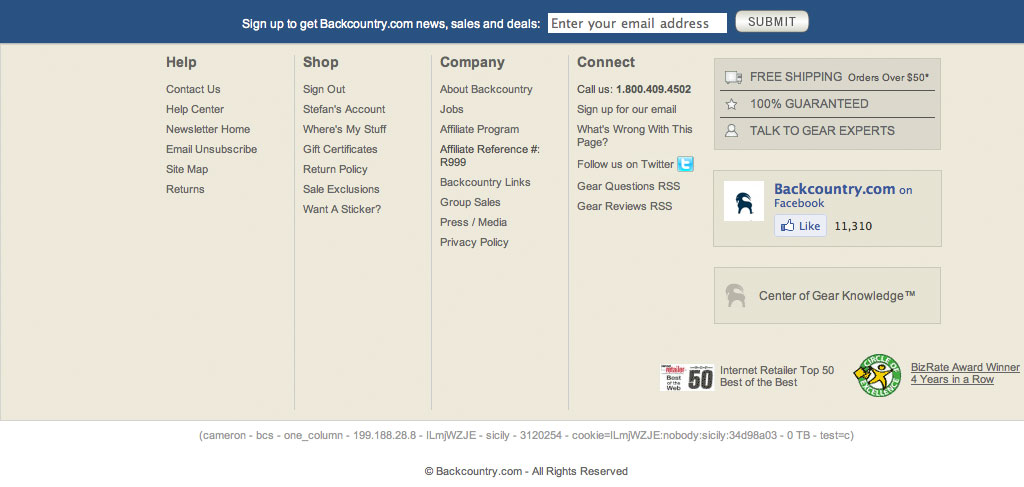 Sign up to get Backcountry.com news, sales and deals: Enter your email address SUBMIT
Help
Contact Us
Help Center
Newsletter Home
Email Unsubscribe
Site Map
Returns
Shop
Sign Out
Stefan's Account
Where's My Stuff
Gift Certificates
Return Policy
Sale Exclusions
Want A Sticker?
Company
About Backcountry
Jobs
Affiliate Program
Affiliate Reference #:
R999
Backcountry Links
Group Sales
Press / Media
Privacy Policy
Connect
Call us: 1.800.409.4502
Sign up for our email
What's Wrong With This
Page?
Follow us on Twitter
Gear Questions RSS
Gear Reviews RSS
FREE SHIPPING Orders Over $50*
100% GUARANTEED
TALK TO GEAR EXPERTS
Backcountry.com on
Facebook
Like 11,310
Center of Gear Knowledge™
retailer
Best
of the
Web
50
Internet Retailer Top 50
Best of the Best
CIRCLE OF
EXCELLENCE
BizRate Award Winner
4 Years in a Row
(cameron - bcs - one_column - 199.188.28.8 - ILmjWZJE - sicily - 3120254 - cookie=ILmjWZJE:nobody:sicily:34d98a03 - 0 TB - test=c)
© Backcountry.com - All Rights Reserved